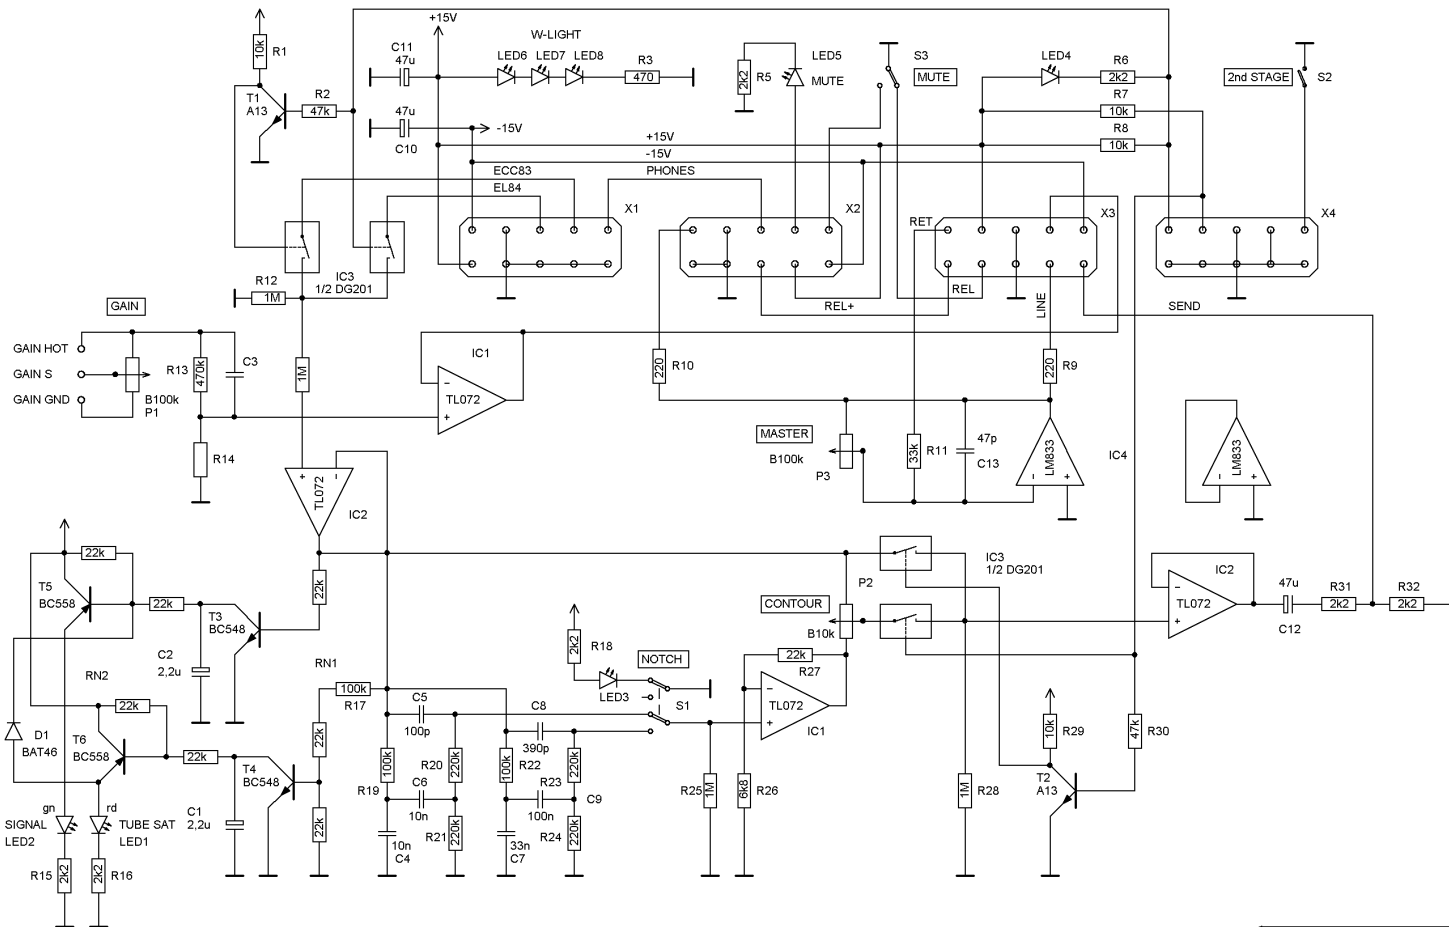 +15V
W-LIGHT
C11
47u
LED6
LED7
LED8
R3
470
R5
2k2
LED5
MUTE
S3
MUTE
LED4
R6
2k2
2nd STAGE
S2
10k
R1
T1
A13
R2
47k
47u
C10
-15V
R7
10k
+15V
R8
10k
-15V
ECC83
PHONES
EL84
X1
X2
RET
X3
X4
IC3
1/2 DG201
R12
1M
GAIN
REL+
REL
LINE
SEND
GAIN HOT
GAIN S
GAIN GND
R13
470k
C3
B100k
P1
1M
IC1
TL072
-
+
220
R10
220
R9
R14
MASTER
B100k
P3
33k
R11
47p
C13
LM833
-
+
IC4
LM833
-
+
+
-
TL072
IC2
22k
T5
BC558
22k
22k
T3
BC548
C2
2,2u
RN2
RN1
IC3
1/2 DG201
P2
CONTOUR
B10k
IC2
TL072
-
+
47u
C12
R31
2k2
R32
2k2
2k2
R18
LED3
NOTCH
S1
22k
R27
-
+
TL072
IC1
100k
R17
C5
100p
C8
390p
D1
BAT46
22k
T6
BC558
22k
T4
BC548
22k
100k
R19
R20
220k
C6
10n
100k
R22
R23
220k
100n
C9
R25
1M
6k8
R26
1M
R28
10k
R29
47k
R30
T2
A13
gn
rd
SIGNAL
LED2
TUBE SAT
LED1
C1
2,2u
22k
10n
C4
R21
220k
33n
C7
R24
220k
R15
2k2
2k2
R16